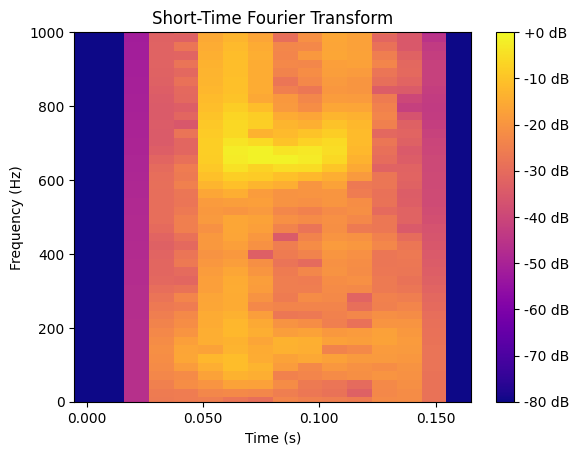 Short-Time Fourier Transform
1000
800
600
400
200
0
Frequency (Hz)
0.000
0.050
0.100
0.150
Time (s)
+0 dB
-10 dB
-20 dB
-30 dB
-40 dB
-50 dB
-60 dB
-70 dB
-80 dB